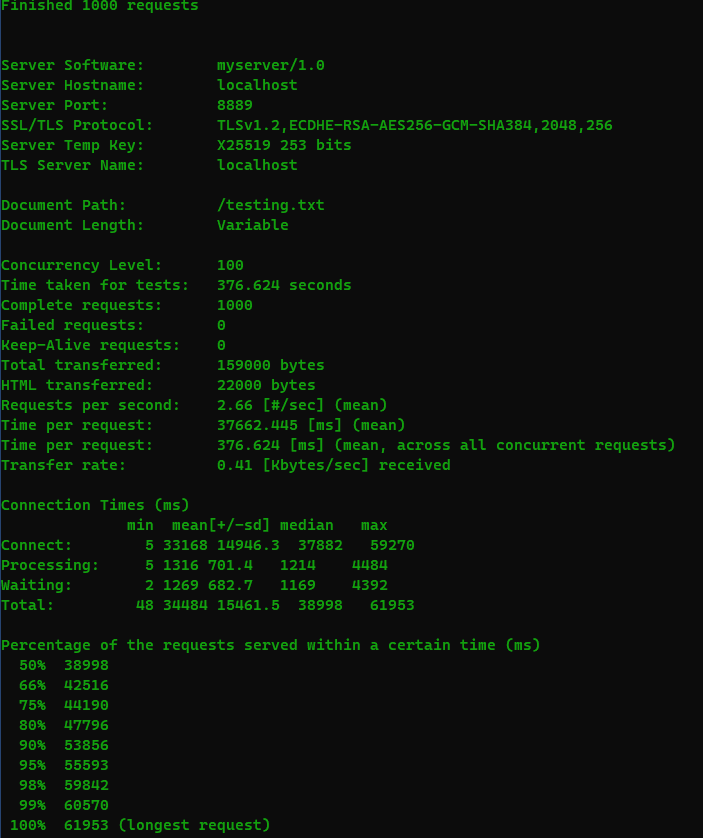 Finished 1000 requests
Server Software:        myserver/1.0
Server Hostname:        localhost
Server Port:            8889
SSL/TLS Protocol:       TLSv1.2,ECDHE-RSA-AES256-GCM-SHA384,2048,256
Server Temp Key:        X25519 253 bits
TLS Server Name:        localhost
Document Path:          /testing.txt
Document Length:        Variable
Concurrency Level:      100
Time taken for tests:   376.624 seconds
Complete requests:      1000
Failed requests:        0
Keep-Alive requests:    0
Total transferred:      159000 bytes
HTML transferred:       22000 bytes
Requests per second:    2.66 [#/sec] (mean)
Time per request:       37662.445 [ms] (mean)
Time per request:       376.624 [ms] (mean, across all concurrent requests)
Transfer rate:          0.41 [Kbytes/sec] received
Connection Times (ms)
              min  mean[+/-sd] median   max
Connect:        5 33168 14946.3  37882   59270
Processing:     5 1316 701.4   1214    4484
Waiting:        2 1269 682.7   1169    4392
Total:         48 34484 15461.5  38998   61953
Percentage of the requests served within a certain time (ms)
  50%  38998
  66%  42516
  75%  44190
  80%  47796
  90%  53856
  95%  55593
  98%  59842
  99%  60570
 100%  61953 (longest request)